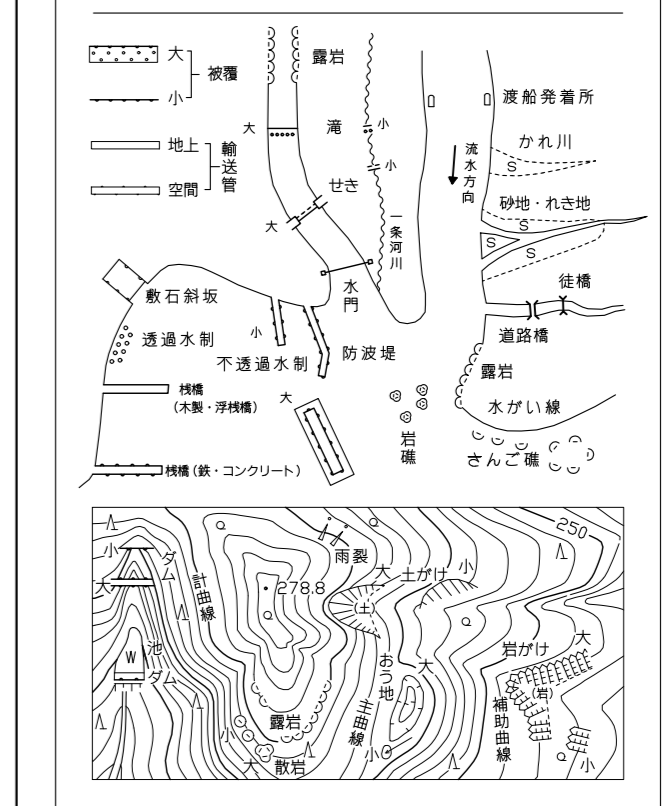 大
被覆
小
地上
輸送管
空間
露岩
大
滝
小
小
せき
大
一条河川
流水方向
渡船発着所
かれ川
S
砂地・れき地
S
S
S
徒橋
道路橋
水門
敷石斜坂
透過水制
小
不透過水制
防波堤
桟橋
(木製・浮桟橋)
大
桟橋(鉄・コンクリート)
岩礁
露岩
水がい線
さんご礁
小
ダム
大
計曲線
278.8
雨裂
大
土がけ
小
(土)
250
W
池
ダム
おう地
大
岩がけ
大
(岩)
露岩
小
大
散岩
主曲線
小
補助曲線
小